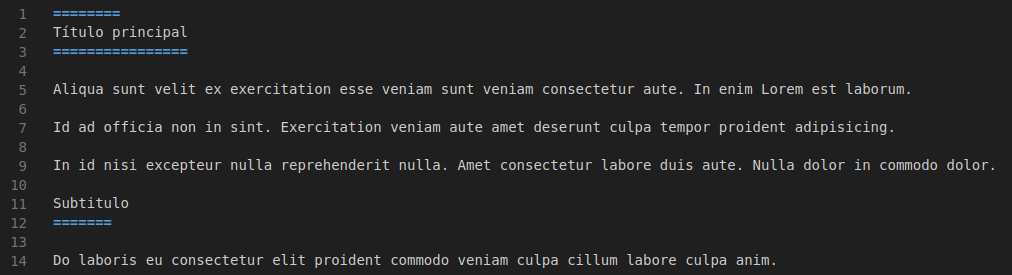 1 ========
2 Título principal
3 ================
4
5 Aliqua sunt velit ex exercitation esse veniam sunt veniam consectetur aute. In enim Lorem est laborum.
6
7 Id ad officia non in sint. Exercitation veniam aute amet deserunt culpa tempor proident adipisicing.
8
9 In id nisi excepteur nulla reprehenderit nulla. Amet consectetur labore duis aute. Nulla dolor in commodo dolor.
10
11 Subtitulo
12 =======
13
14 Do laboris eu consectetur elit proident commodo veniam culpa cillum labore culpa anim.